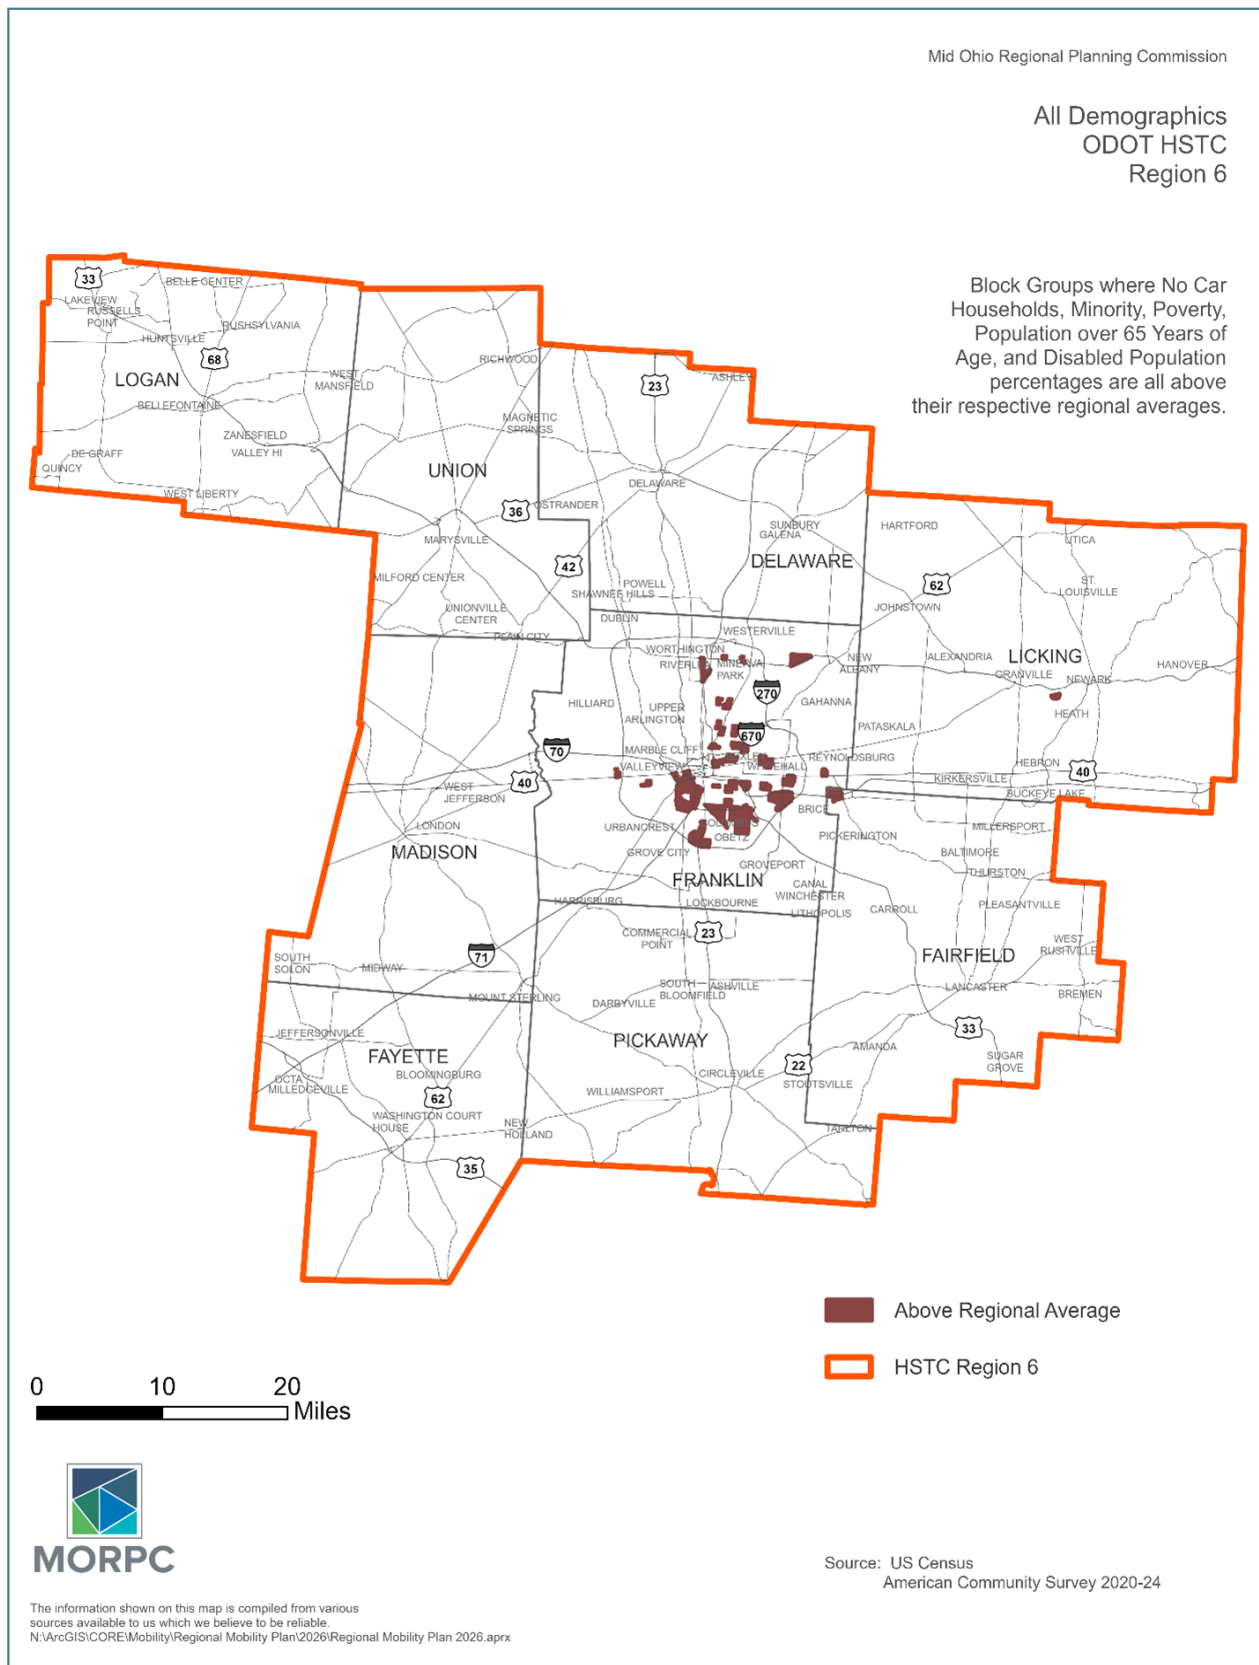 Mid Ohio Regional Planning Commission
All Demographics
ODOT HSTC
Region 6
Block Groups where No Car
Households, Minority, Poverty,
Population over 65 Years of
Age, and Disabled Population
percentages are all above
their respective regional averages.
33
BELLE CENTER
LAKEVIEW
RUSSELLS
POINT
RUSHSYLVANIA
HUNTSVILLE
68
LOGAN
WEST
MANSFIELD
BELLEFONTAINE
ZANESFIELD
VALLEY HI
DE GRAFF
QUINCY
WEST LIBERTY
RICHWOOD
MAGNETIC
SPRINGS
UNION
36
OSTRANDER
MARYSVILLE
42
MILFORD CENTER
UNIONVILLE
CENTER
PLAIN CITY
23
ASHLEY
DELAWARE
SUNBURY
GALENA
DELAWARE
POWELL
SHAWNEE HILLS
HARTFORD
UTICA
62
ST.
LOUISVILLE
JOHNSTOWN
LICKING
ALEXANDRIA
GRANVILLE
NEWARK
HANOVER
HEATH
PATASKALA
HEBRON
40
KIRKERSVILLE
BUCKEYE LAKE
DUBLIN
WESTERVILLE
WORTHINGTON
RIVERLEA
MINERVA
PARK
NEW
ALBANY
270
HILLIARD
UPPER
ARLINGTON
GAHANNA
670
70
MARBLE CLIFF
REYNOLDSBURG
VALLEYVIEW
WHITEHALL
40
WEST
JEFFERSON
BRICE
URBANCREST
OBETZ
PICKERINGTON
LONDON
MADISON
GROVE CITY
GROVEPORT
FRANKLIN
CANAL
WINCHESTER
HARRISBURG
LOCKBOURNE
LITHOPOLIS
MILLERSPORT
BALTIMORE
THURSTON
CARROLL
PLEASANTVILLE
COMMERCIAL
POINT
23
71
WEST
RUSHVILLE
FAIRFIELD
SOUTH
SOLON
MIDWAY
LANCASTER
BREMEN
MOUNT STERLING
DARBYVILLE
SOUTH
BLOOMFIELD
ASHVILLE
33
JEFFERSONVILLE
PICKAWAY
AMANDA
SUGAR
GROVE
FAYETTE
22
BLOOMINGBURG
OCTA
MILLEDGEVILLE
CIRCLEVILLE
STOUTSVILLE
62
WILLIAMSPORT
WASHINGTON COURT
HOUSE
NEW
HOLLAND
TARLTON
35
Above Regional Average
HSTC Region 6
0 10 20
Miles
MORPC
Source: US Census
American Community Survey 2020-24
The information shown on this map is compiled from various
sources available to us which we believe to be reliable.
N:\ArcGIS\CORE\Mobility\Regional Mobility Plan\2026\Regional Mobility Plan 2026.aprx